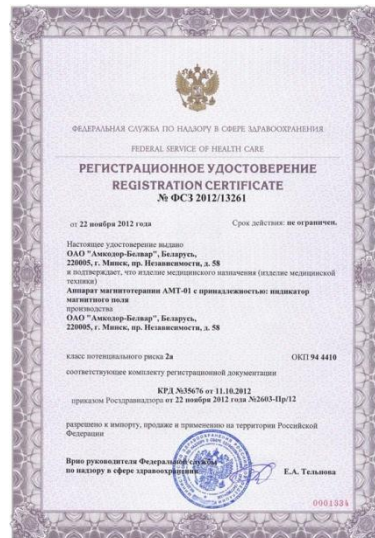 ФЕДЕРАЛЬНАЯ СЛУЖБА ПО НАДЗОРУ В СФЕРЕ ЗДРАВООХРАНЕНИЯ
FEDERAL SERVICE OF HEALTH CARE
РЕГИСТРАЦИОННОЕ УДОСТОВЕРЕНИЕ
REGISTRATION CERTIFICATE
№ ФСЗ 2012/13261
от 22 ноября 2012 года Срок действия: не ограничен.
Настоящее удостоверение выдано
ОАО "Амкодор-Белвар", Беларусь,
220005, г. Минск, пр. Независимости, д. 58
и подтверждает, что изделие медицинского назначения (изделие медицинской
техники)
Аппарат магнитотерапии АМТ-01 с принадлежностью: индикатор
магнитного поля
производства
ОАО "Амкодор-Белвар", Беларусь,
220005, г. Минск, пр. Независимости, д. 58
класс потенциального риска 2а ОКП 94 4410
соответствующее комплекту регистрационной документации
КРД №35676 от 11.10.2012
приказом Росздравнадзора от 22 ноября 2012 года №2603-Пр/12
разрешено к импорту, продаже и применению на территории Российской
Федерации
Врио руководителя Федеральной службы
по надзору в сфере здравоохранения Е.А. Тельнова
0001334